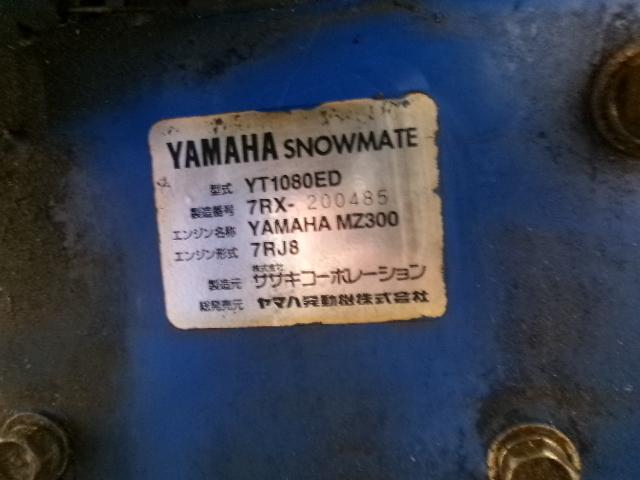 YAMAHA SNOWMATE
型式 YT1080ED
製造番号 7RX-200485
エンジン名称 YAMAHA MZ300
エンジン形式 7RJ8
製造元 株式会社 ササキコーポレーション
総発売元 ヤマハ発動機株式会社